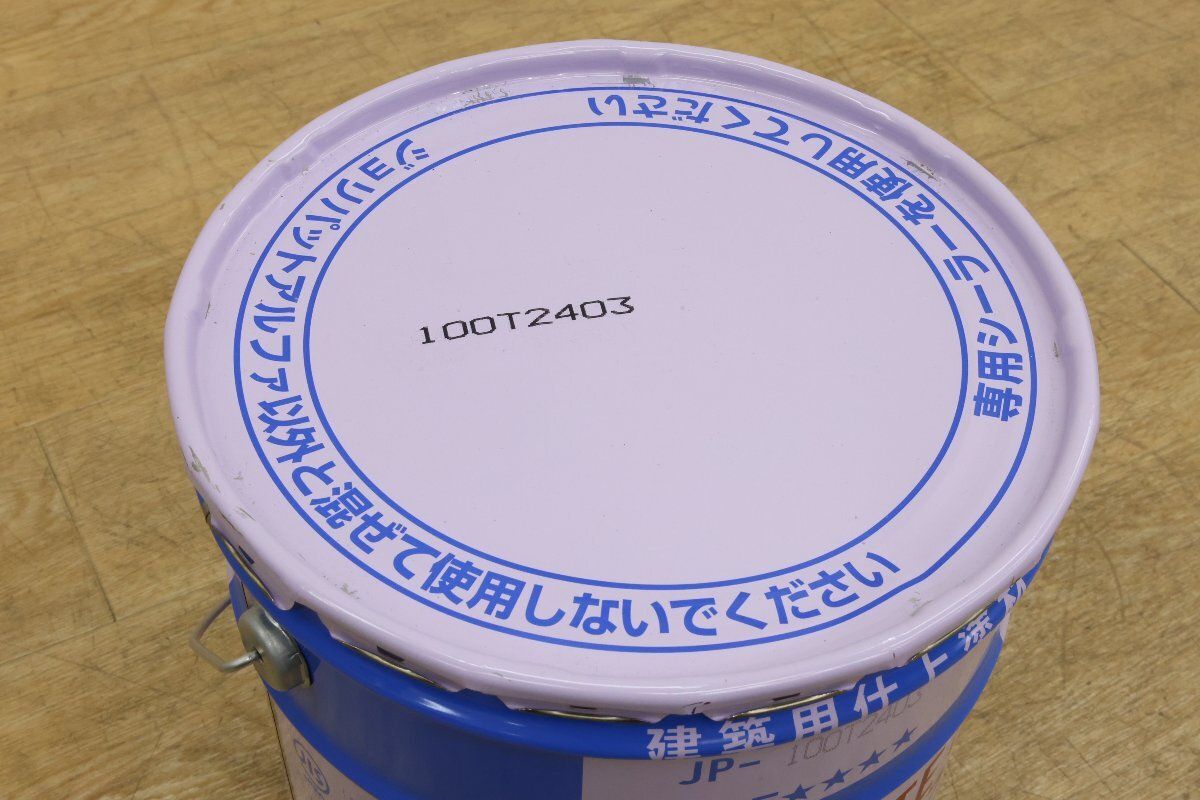 ジョリパットアルファ以外と混ぜて使用しないでください
専用シーラーを使用してください
100T2403
建築用仕上塗材
JP-
100T2403
★★★★
JIS